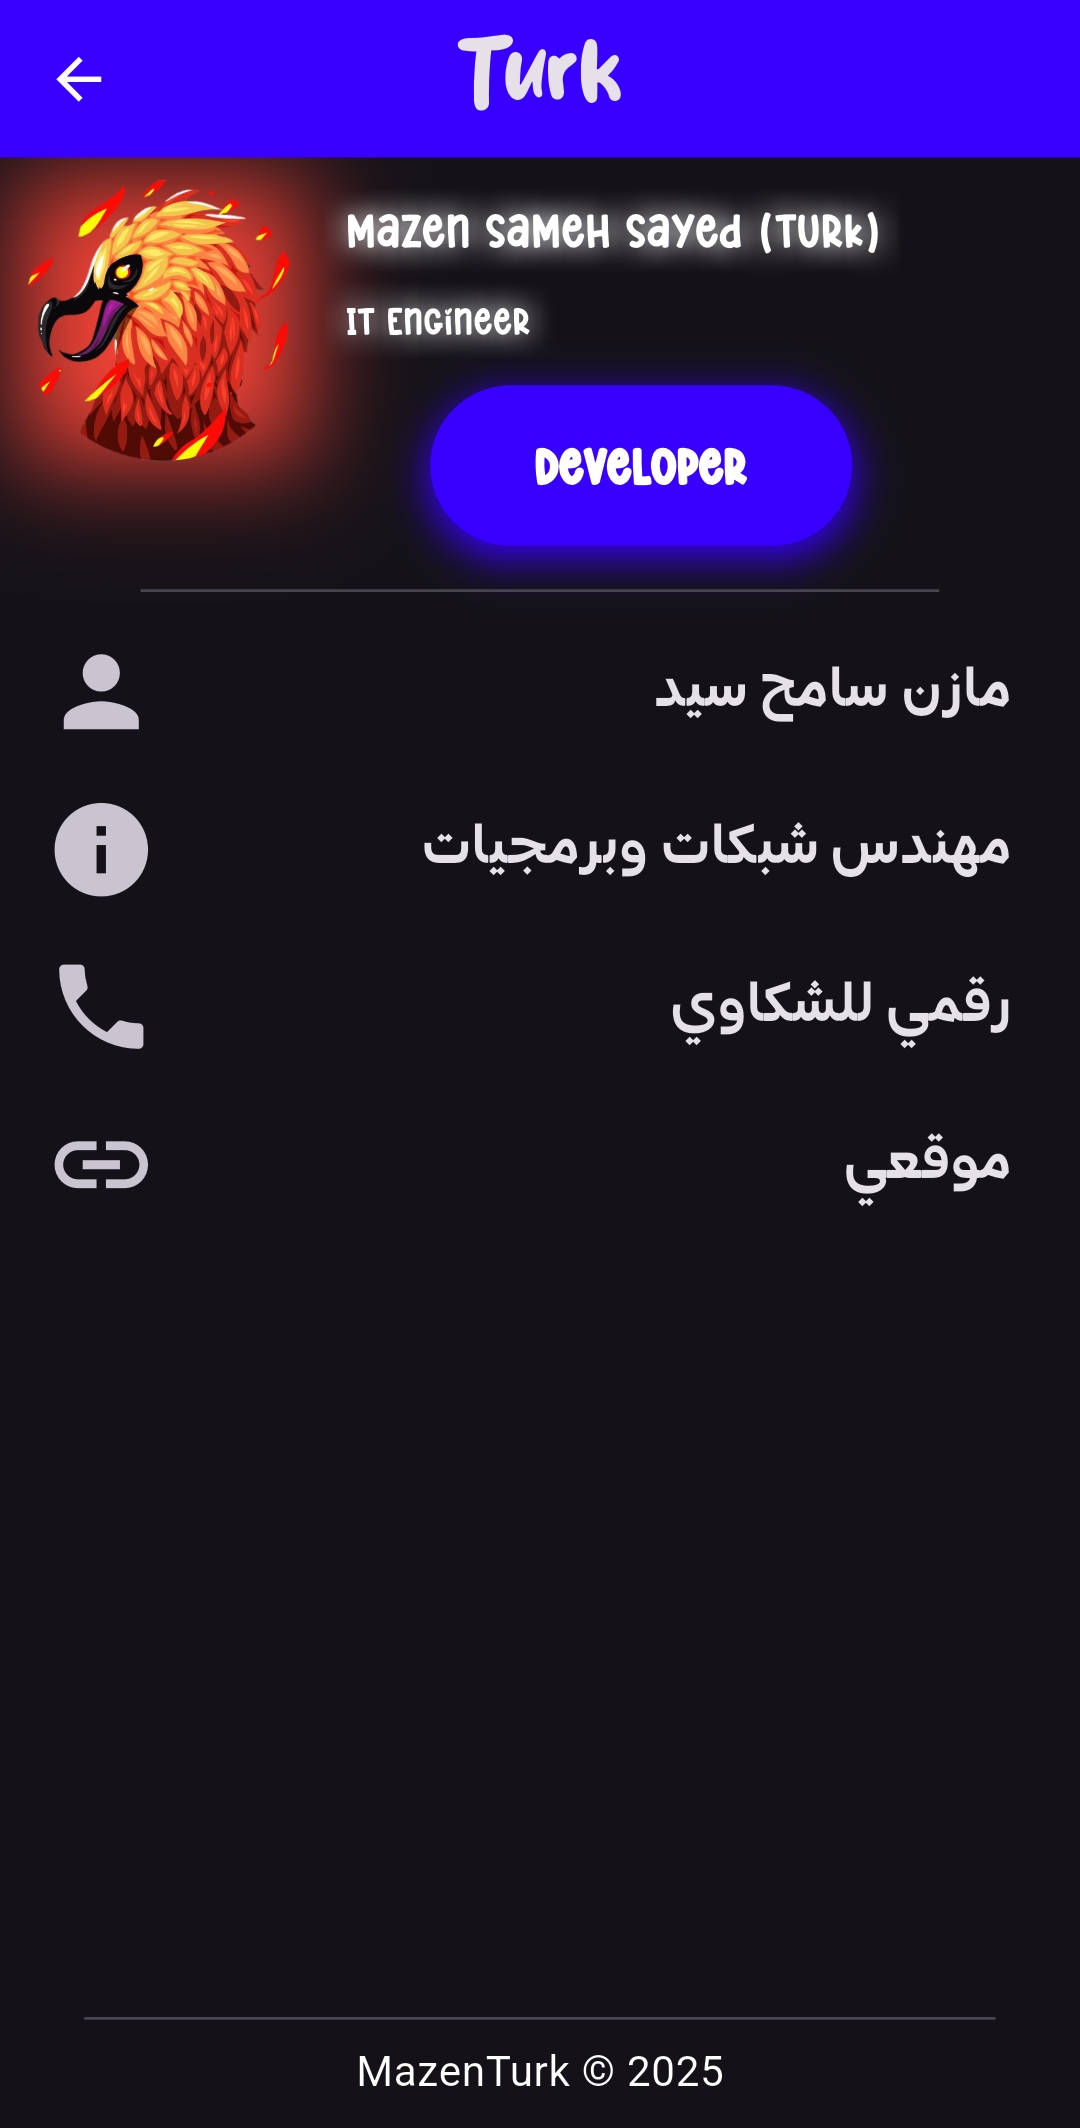 Turk
Mazen Sameh Sayed (Turk)
IT Engineer
Developer
مازن سامح سيد
مهندس شبكات وبرمجيات
رقمي للشكاوي
موقعي
MazenTurk © 2025